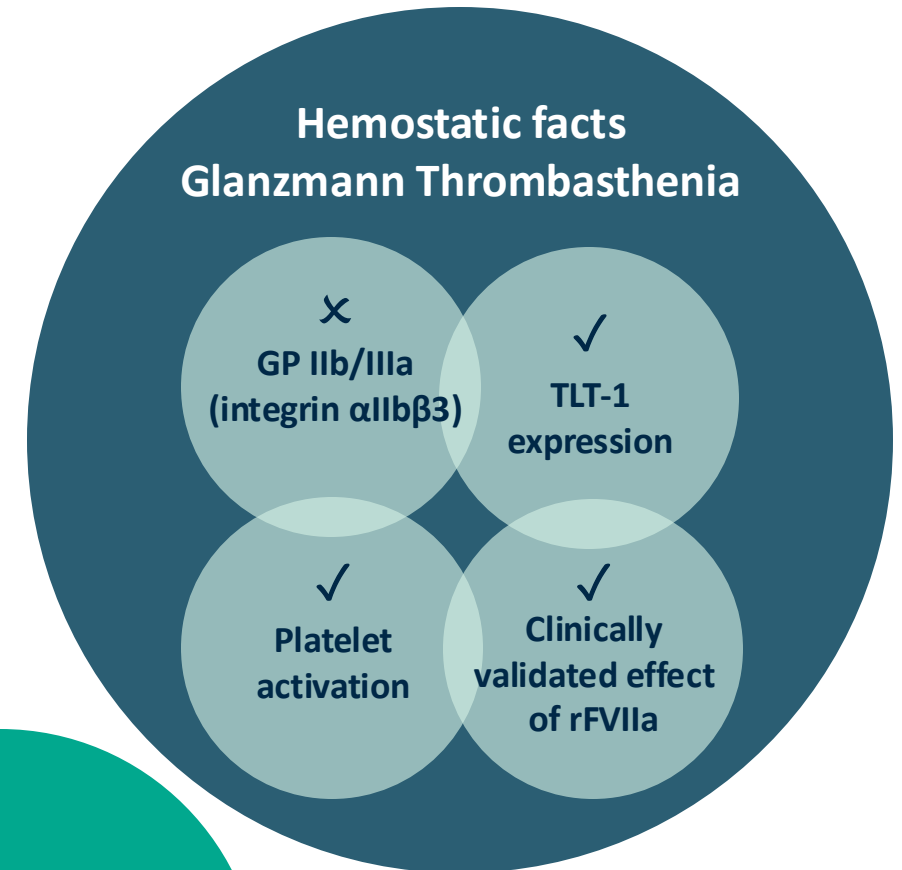 Hemostatic facts
Glanzmann Thrombasthenia
✗
GP IIb/IIIa
(integrin αIIbβ3)
✓
TLT-1
expression
✓
Platelet
activation
✓
Clinically
validated effect
of rFVIIa